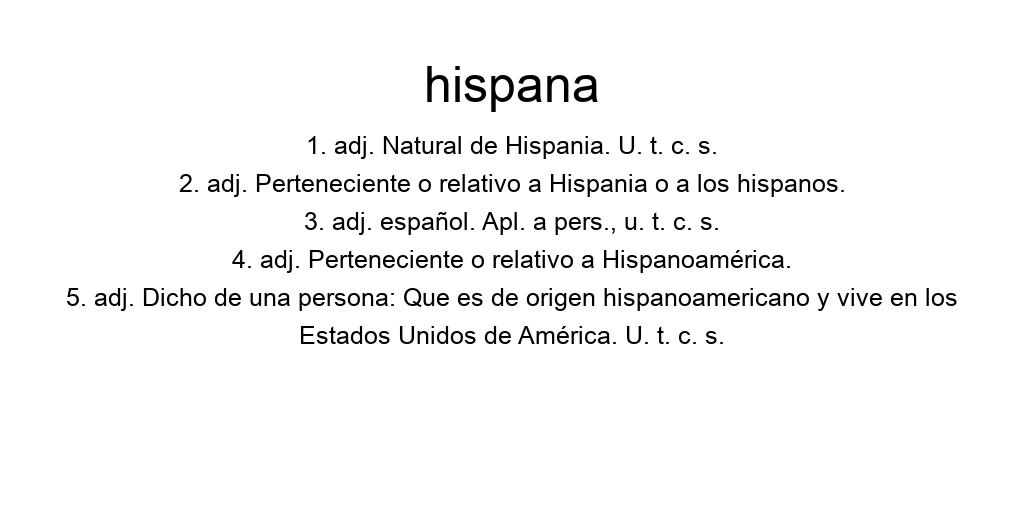 hispana
1. adj. Natural de Hispania. U. t. c. s.
2. adj. Perteneciente o relativo a Hispania o a los hispanos.
3. adj. español. Apl. a pers., u. t. c. s.
4. adj. Perteneciente o relativo a Hispanoamérica.
5. adj. Dicho de una persona: Que es de origen hispanoamericano y vive en los
Estados Unidos de América. U. t. c. s.